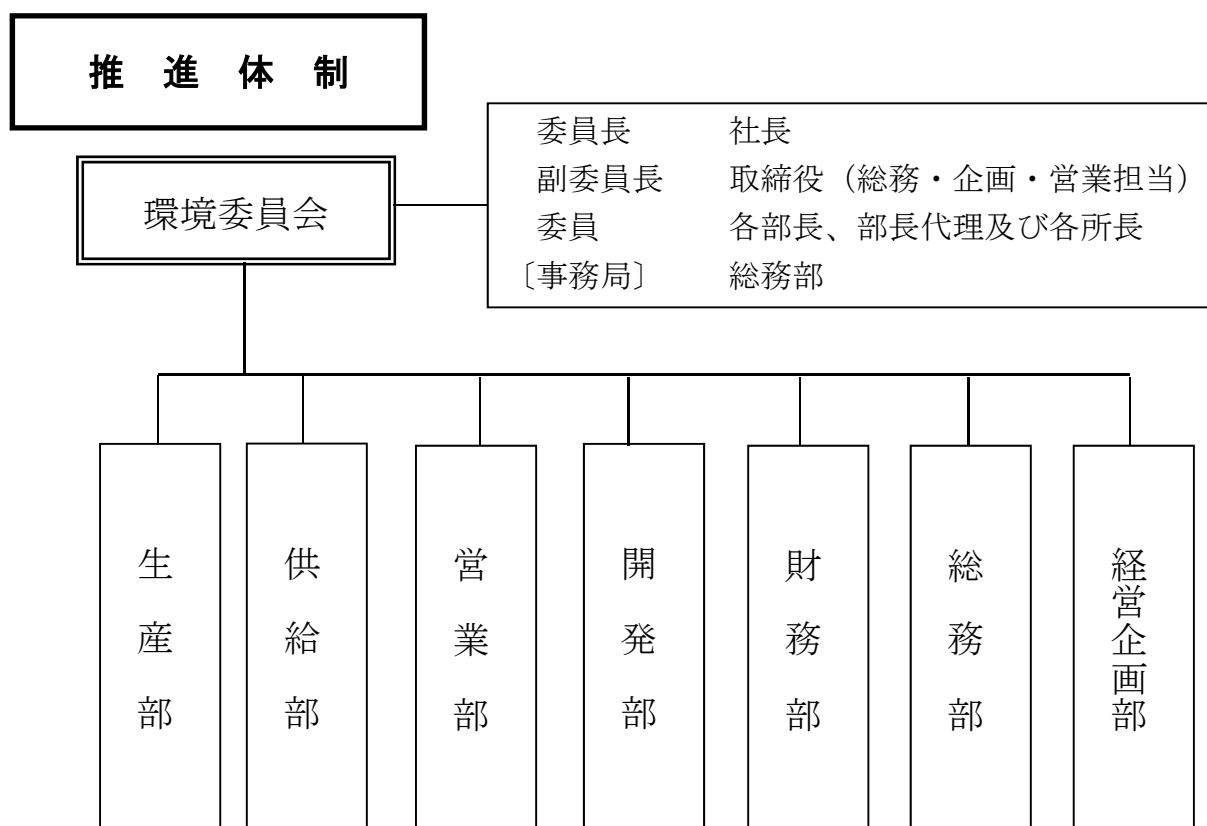 推進体制
環境委員会
委員長 社長
副委員長 取締役（総務・企画・営業担当）
委員 各部長、部長代理及び各所長
〔事務局〕 総務部
生産部
供給部
営業部
開発部
財務部
総務部
経営企画部